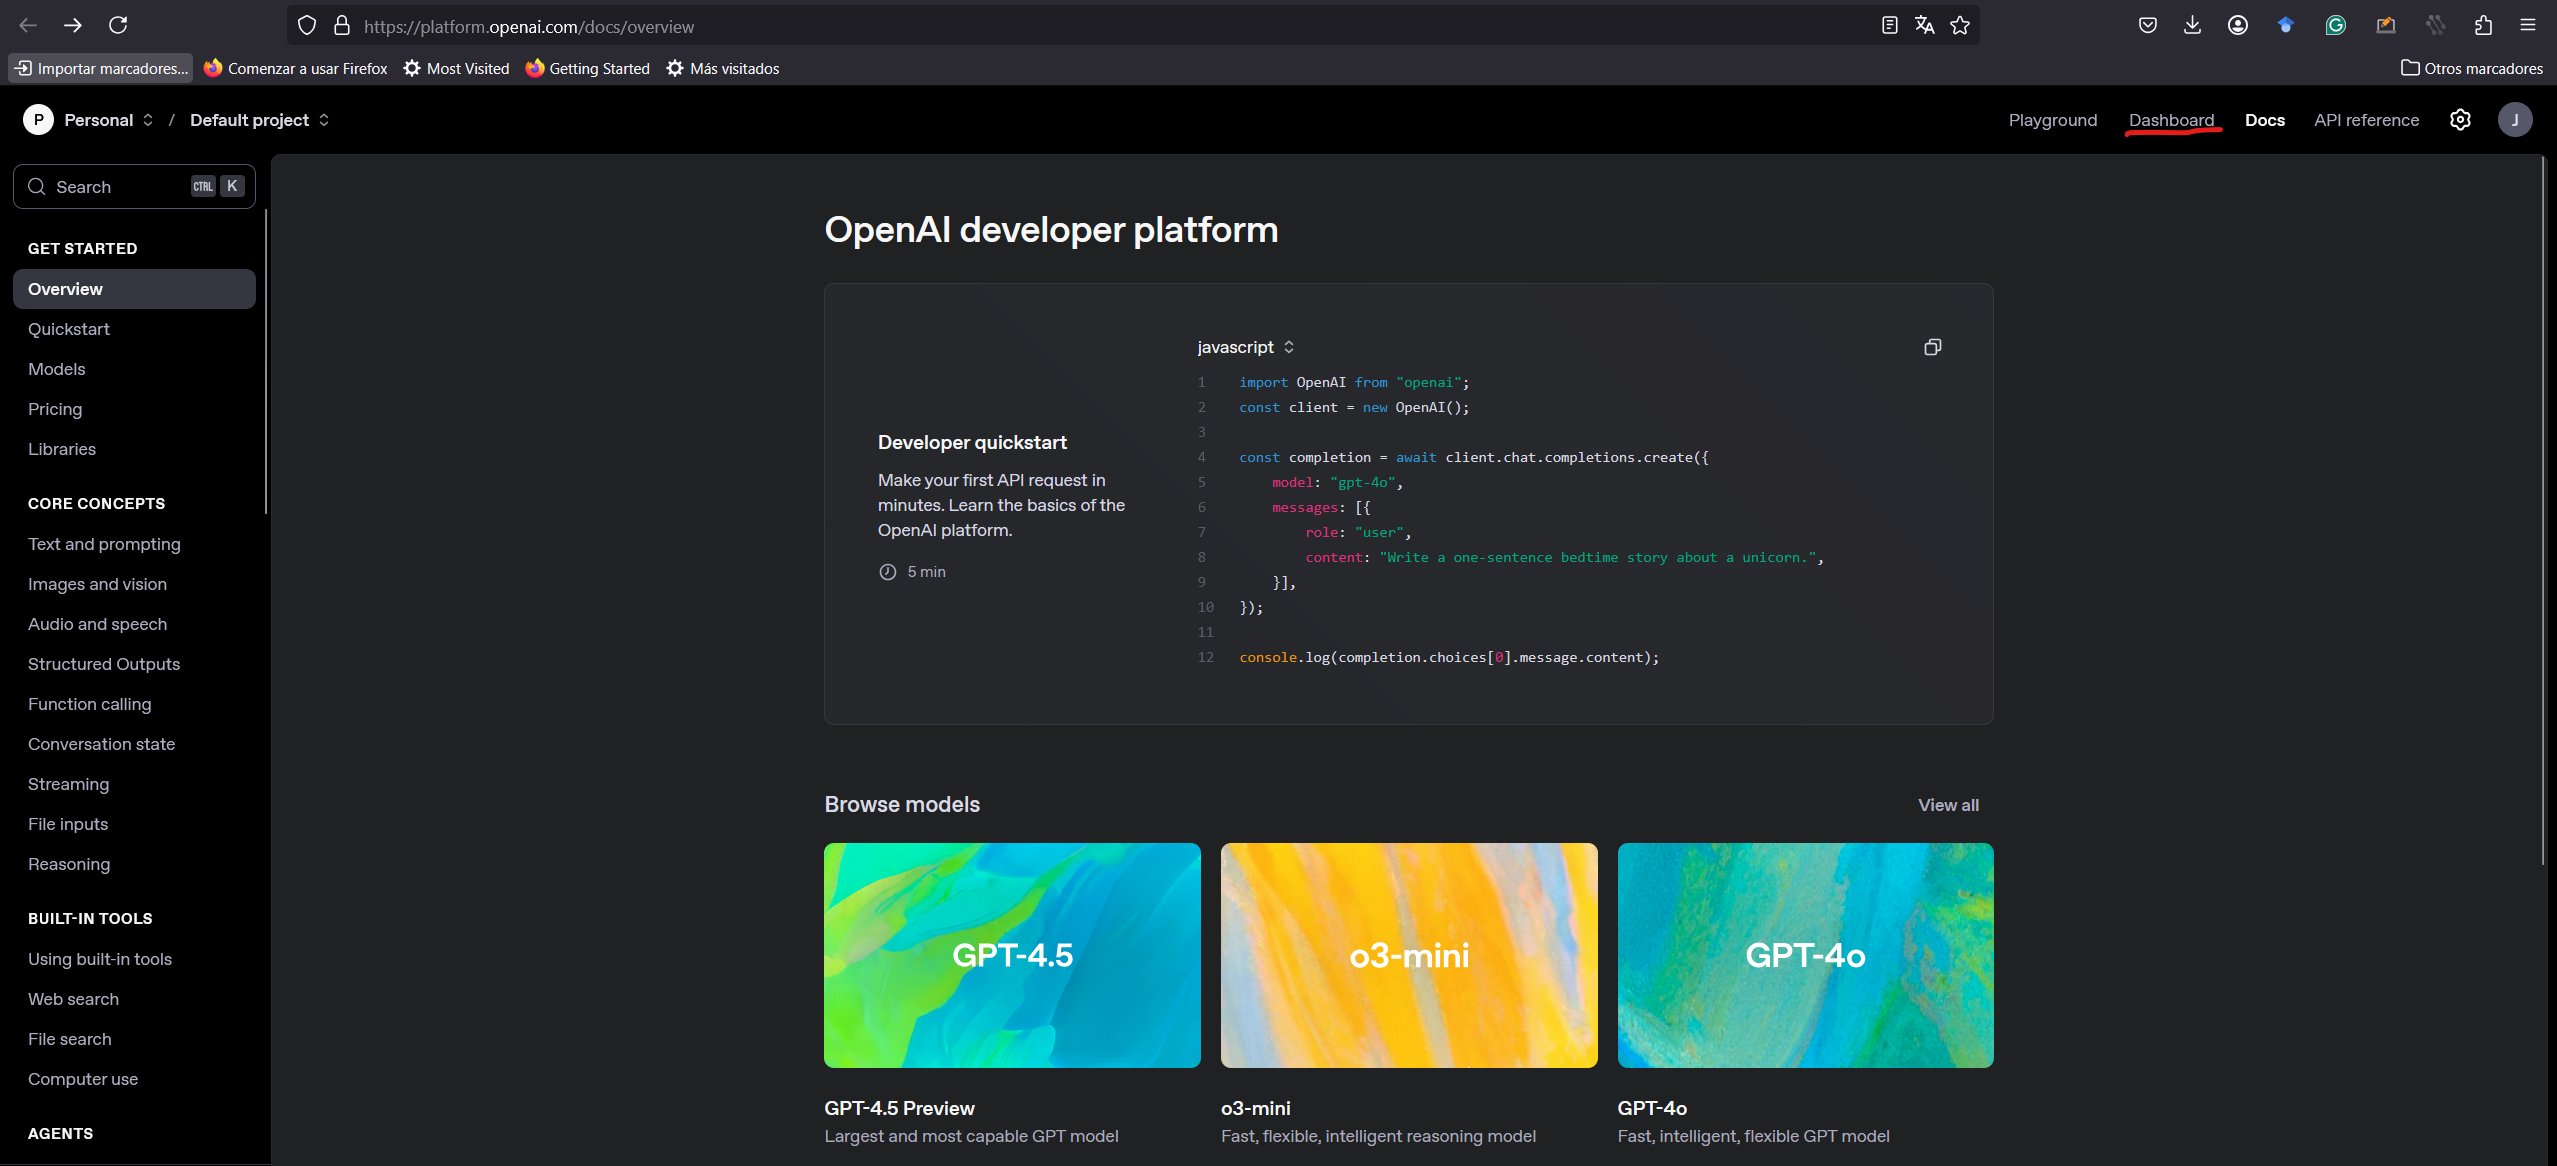 https://platform.openai.com/docs/overview
Importar marcadores... Comenzar a usar Firefox Most Visited Getting Started Más visitados Otros marcadores
P Personal / Default project Playground Dashboard Docs API reference J
Search CTRL K
GET STARTED
Overview
Quickstart
Models
Pricing
Libraries
CORE CONCEPTS
Text and prompting
Images and vision
Audio and speech
Structured Outputs
Function calling
Conversation state
Streaming
File inputs
Reasoning
BUILT-IN TOOLS
Using built-in tools
Web search
File search
Computer use
AGENTS
OpenAI developer platform
Developer quickstart
Make your first API request in
minutes. Learn the basics of the
OpenAI platform.
5 min
javascript
1 import OpenAI from "openai";
2 const client = new OpenAI();
3
4 const completion = await client.chat.completions.create({
5 model: "gpt-4o",
6 messages: [{
7 role: "user",
8 content: "Write a one-sentence bedtime story about a unicorn.",
9 }],
10 });
11
12 console.log(completion.choices[0].message.content);
Browse models View all
GPT-4.5
o3-mini
GPT-4o
GPT-4.5 Preview
Largest and most capable GPT model
o3-mini
Fast, flexible, intelligent reasoning model
GPT-4o
Fast, intelligent, flexible GPT model